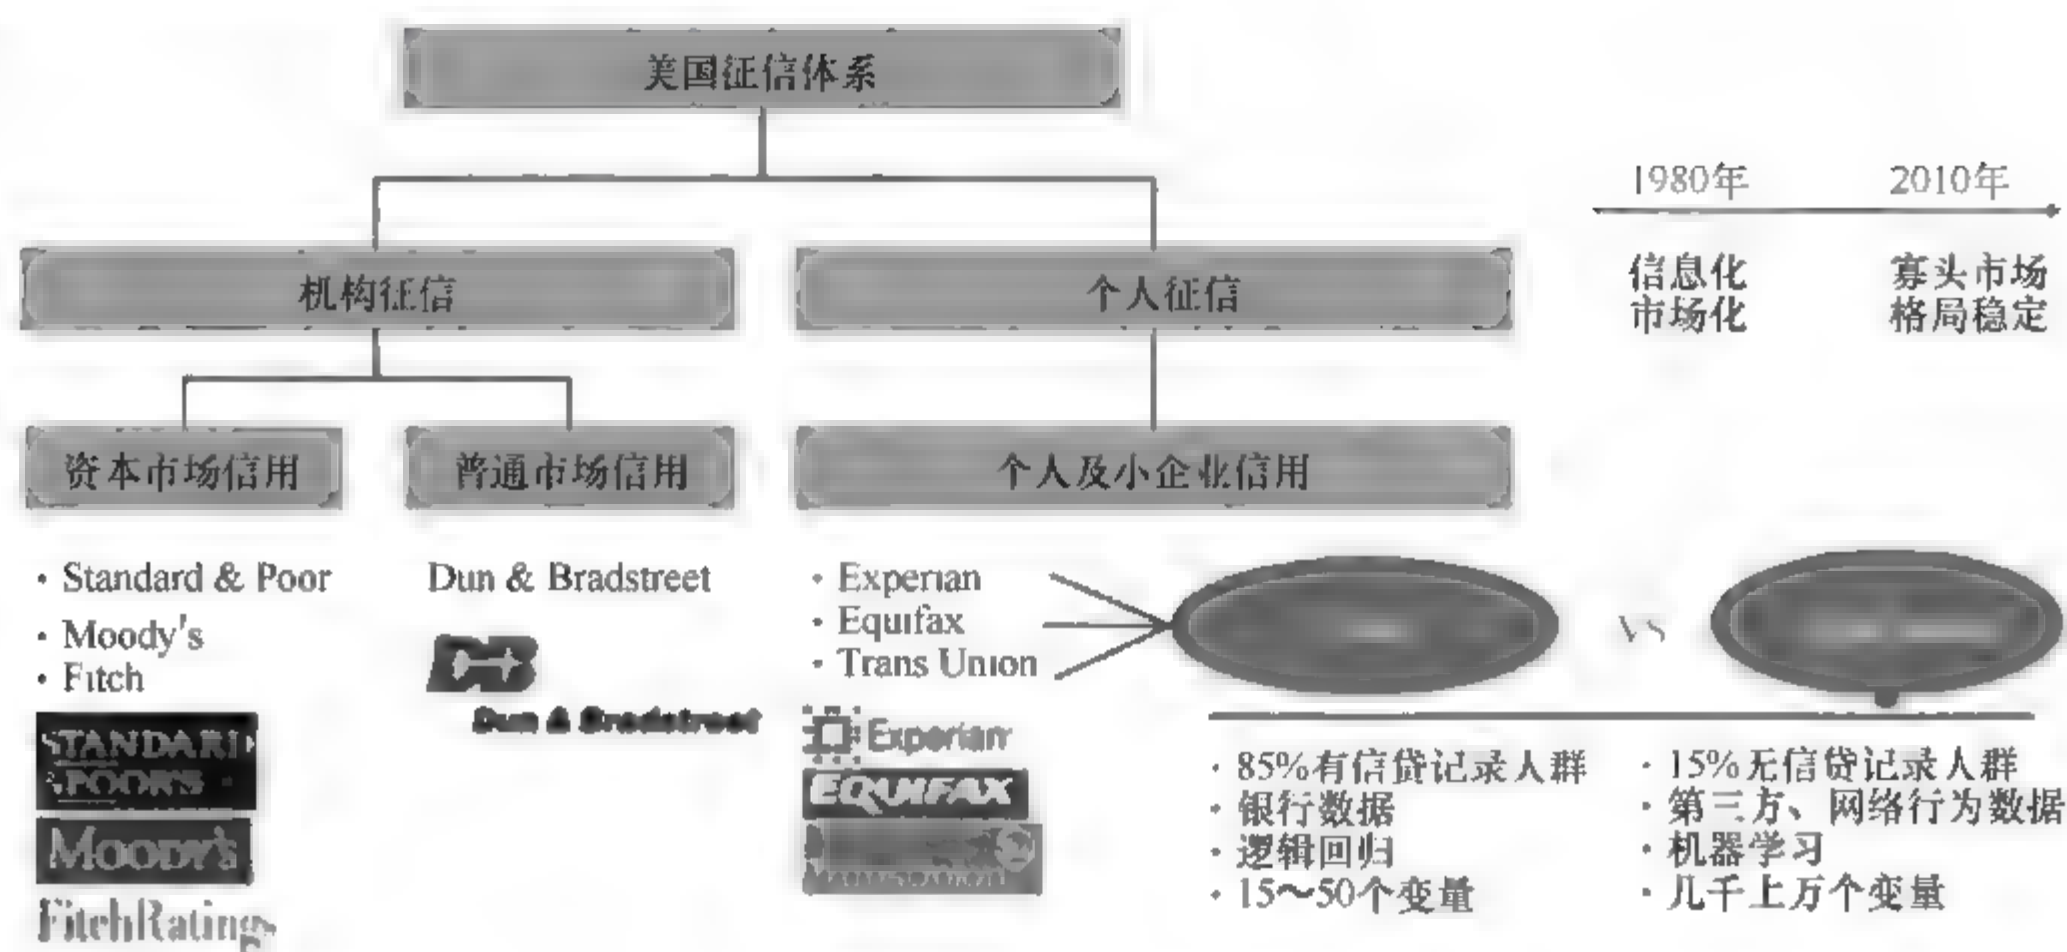 美国征信体系
1980年 2010年
机构征信
个人征信
信息化
市场化
寡头市场
格局稳定
资本市场信用
普通市场信用
个人及小企业信用
· Standard & Poor
· Moody's
· Fitch
Dun & Bradstreet
· Experian
· Equifax
· Trans Union
VS
Dun & Bradstreet
Experian
EQUIFAX
MOODY'S
FitchRatings
· 85%有信贷记录人群
· 银行数据
· 逻辑回归
· 15～50个变量
· 15%无信贷记录人群
· 第三方、网络行为数据
· 机器学习
· 几千上万个变量